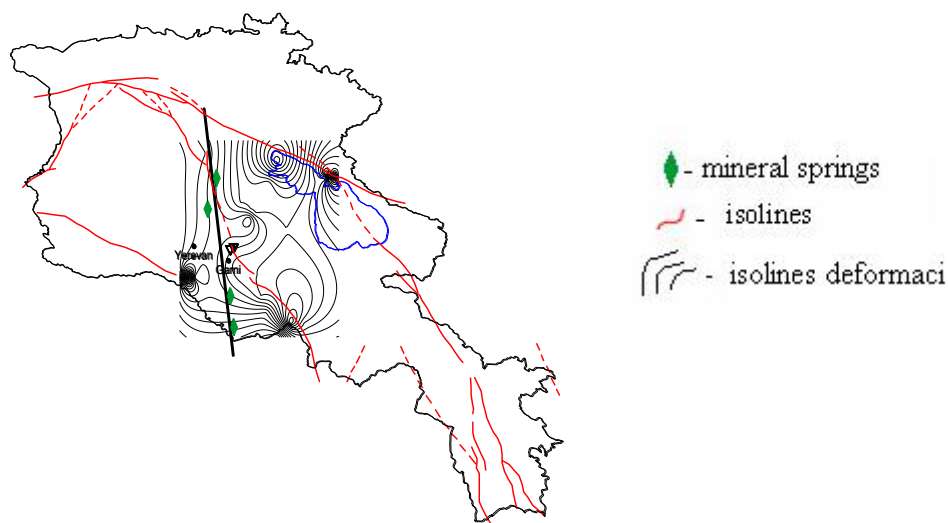 Yerevan
Garni
- mineral springs
- isolines
- isolines deformaci